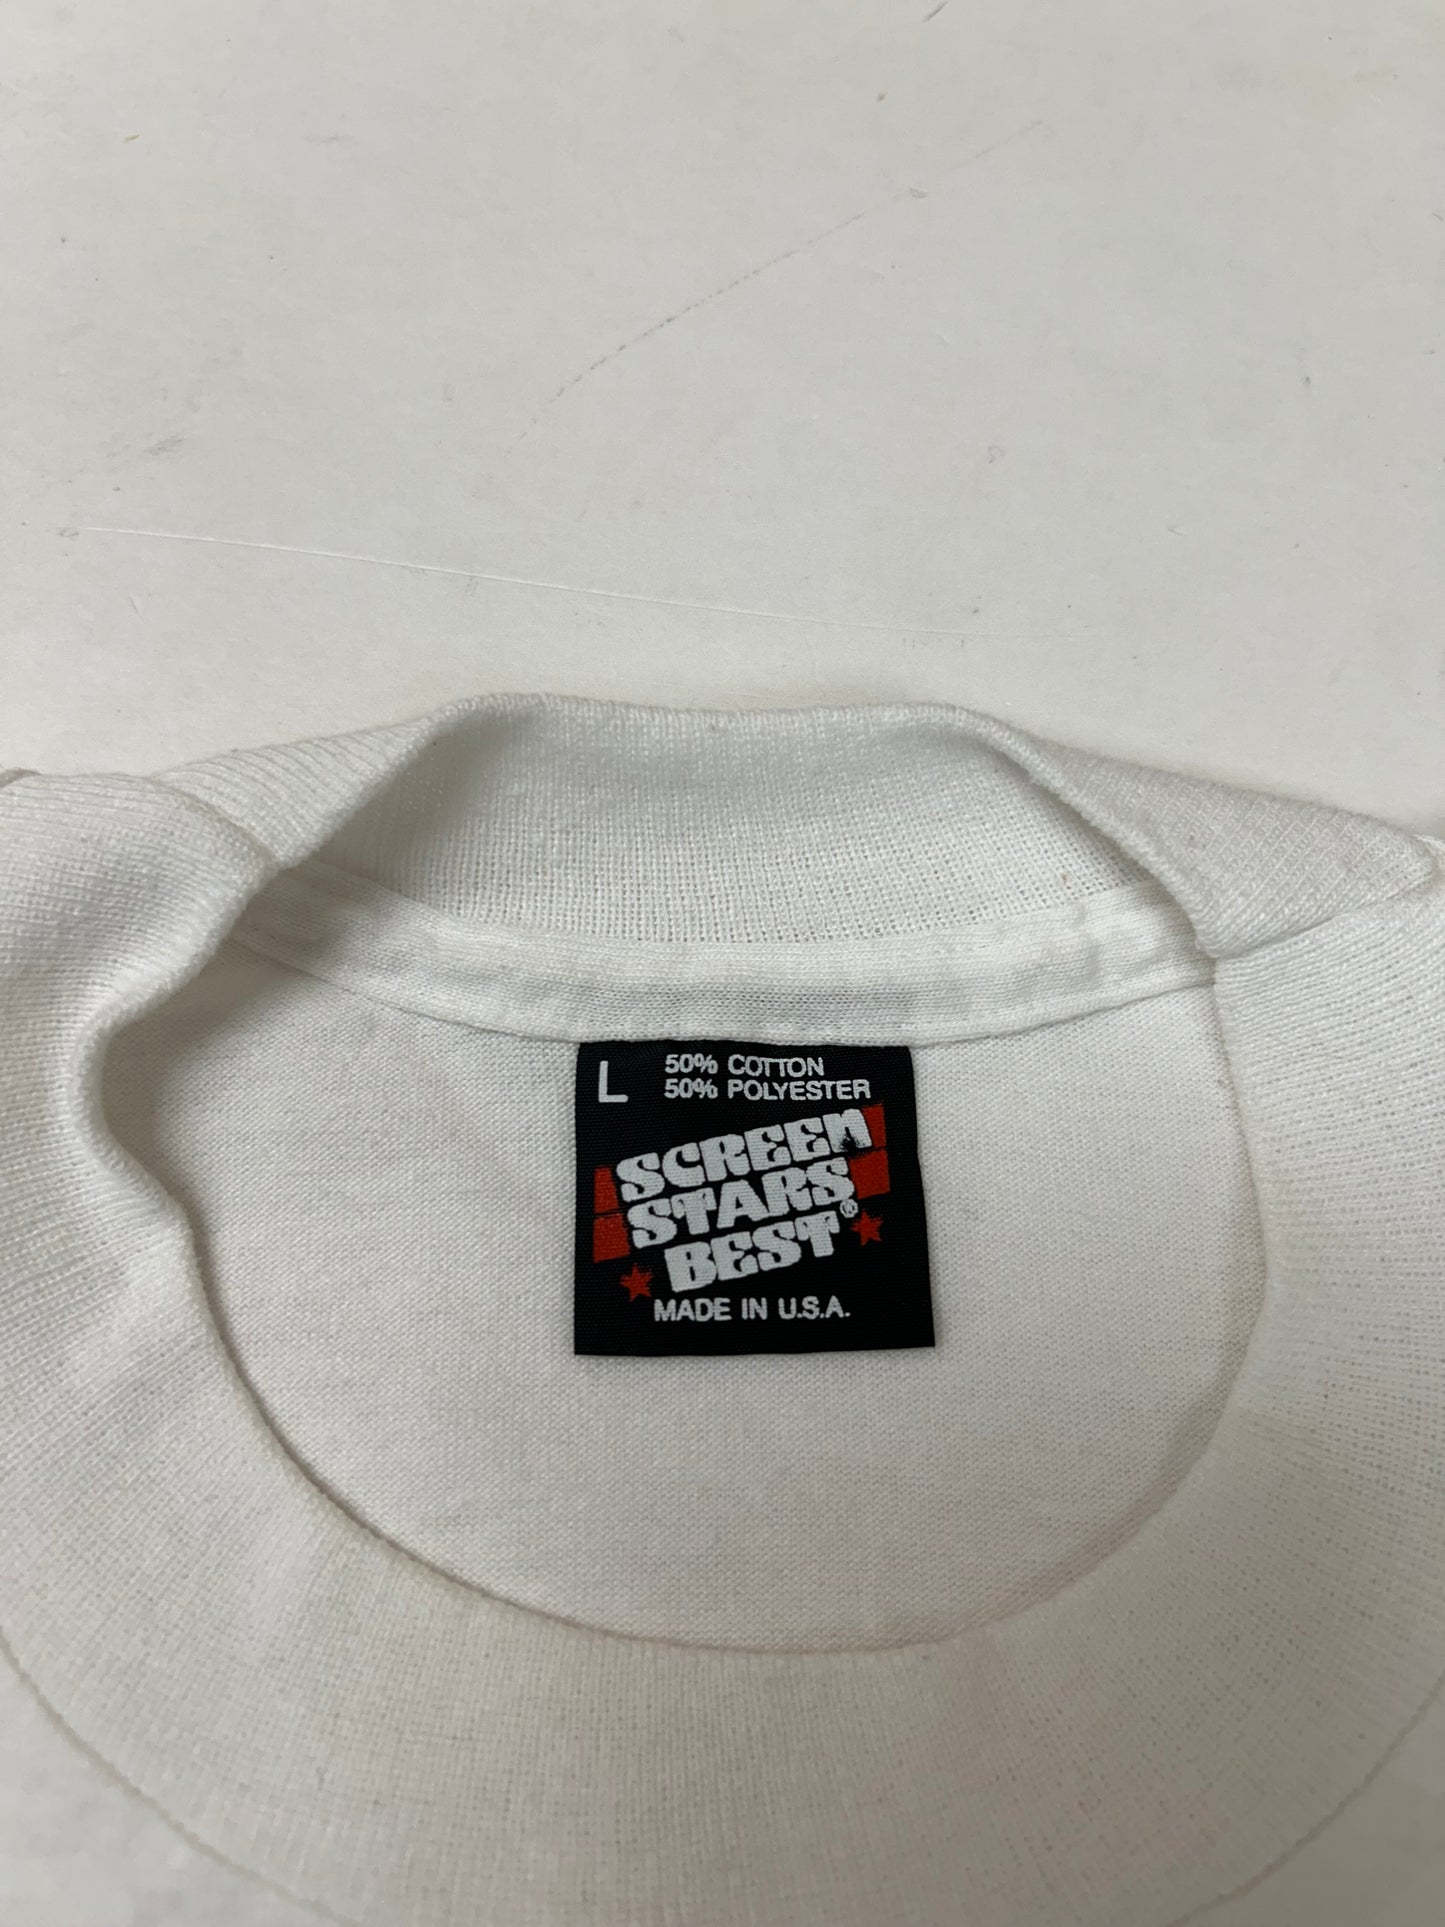 L 50% COTTON
50% POLYESTER
SCREEN
STARS
BEST®
MADE IN U.S.A.